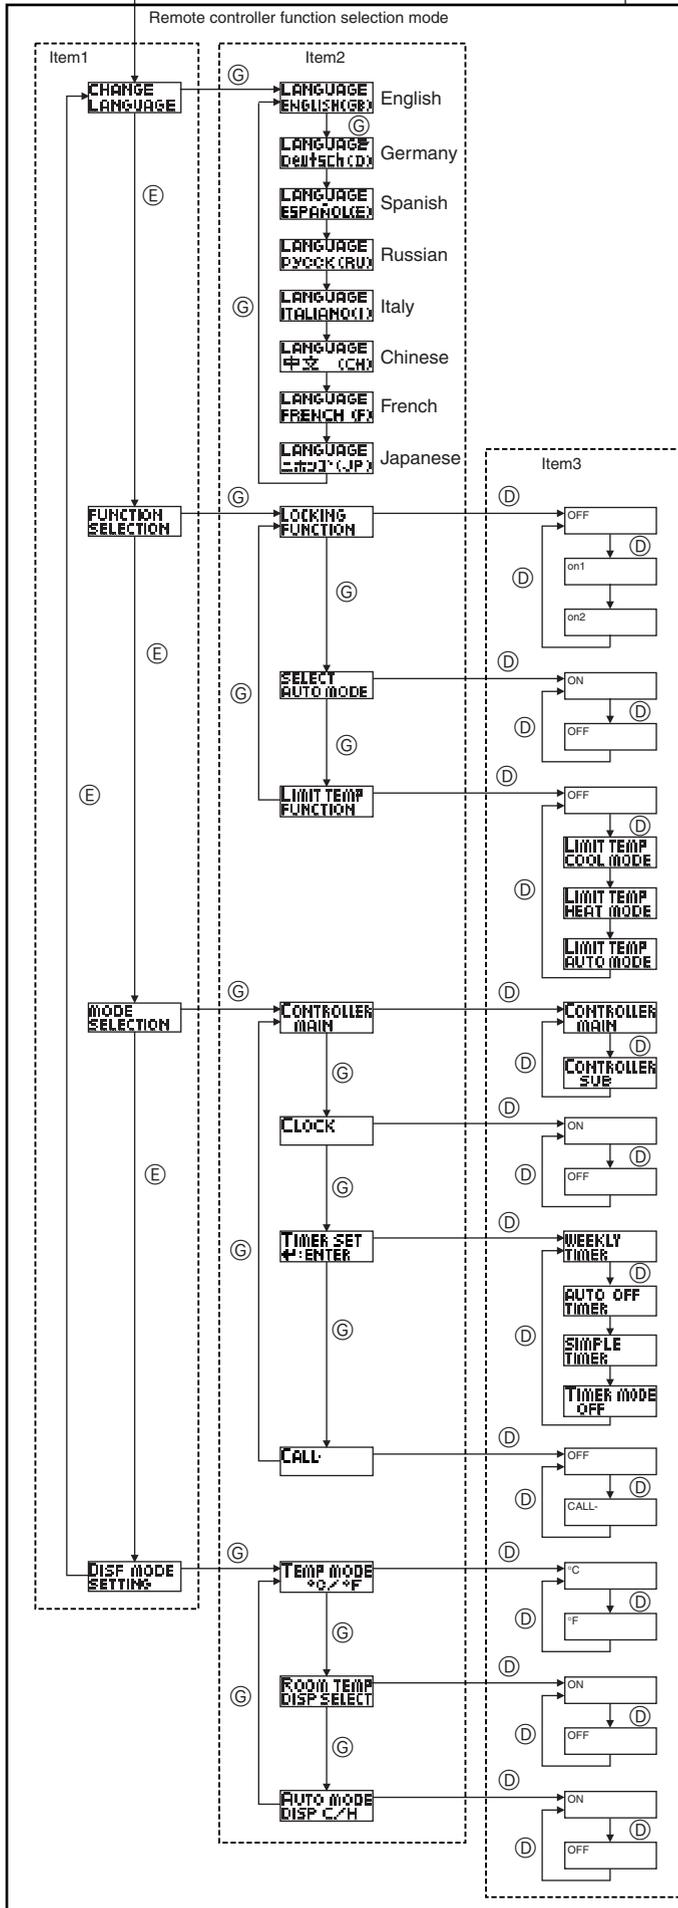 Remote controller function selection mode
Item1
Item2
CHANGE
LANGUAGE
Ⓖ
LANGUAGE
ENGLISH(GB)
English
Ⓖ
LANGUAGE
Deutsch(D)
Germany
Ⓔ
LANGUAGE
ESPAÑOL(E)
Spanish
LANGUAGE
РУССК(RU)
Russian
Ⓖ
LANGUAGE
ITALIANO(I)
Italy
LANGUAGE
中文 (CH)
Chinese
LANGUAGE
FRENCH (F)
French
LANGUAGE
ニホンゴ(JP)
Japanese
Item3
FUNCTION
SELECTION
Ⓖ
LOCKING
FUNCTION
Ⓓ
OFF
Ⓓ
on1
Ⓓ
on2
Ⓖ
Ⓔ
SELECT
AUTO MODE
Ⓓ
ON
Ⓓ
OFF
Ⓓ
Ⓖ
Ⓖ
Ⓔ
LIMIT TEMP
FUNCTION
Ⓓ
OFF
Ⓓ
LIMIT TEMP
COOL MODE
Ⓓ
LIMIT TEMP
HEAT MODE
LIMIT TEMP
AUTO MODE
MODE
SELECTION
Ⓖ
CONTROLLER
MAIN
Ⓓ
CONTROLLER
MAIN
Ⓓ
CONTROLLER
SUB
Ⓓ
Ⓖ
CLOCK
Ⓓ
ON
Ⓓ
OFF
Ⓓ
Ⓔ
Ⓖ
TIMER SET
↵:ENTER
Ⓓ
WEEKLY
TIMER
Ⓓ
AUTO OFF
TIMER
Ⓓ
SIMPLE
TIMER
TIMER MODE
OFF
Ⓖ
Ⓖ
CALL-
Ⓓ
OFF
Ⓓ
CALL-
Ⓓ
DISP MODE
SETTING
Ⓖ
TEMP MODE
°C/°F
Ⓓ
°C
Ⓓ
°F
Ⓓ
Ⓖ
ROOM TEMP
DISP SELECT
Ⓓ
ON
Ⓓ
OFF
Ⓓ
Ⓖ
Ⓖ
AUTO MODE
DISP C/H
Ⓓ
ON
Ⓓ
OFF
Ⓓ